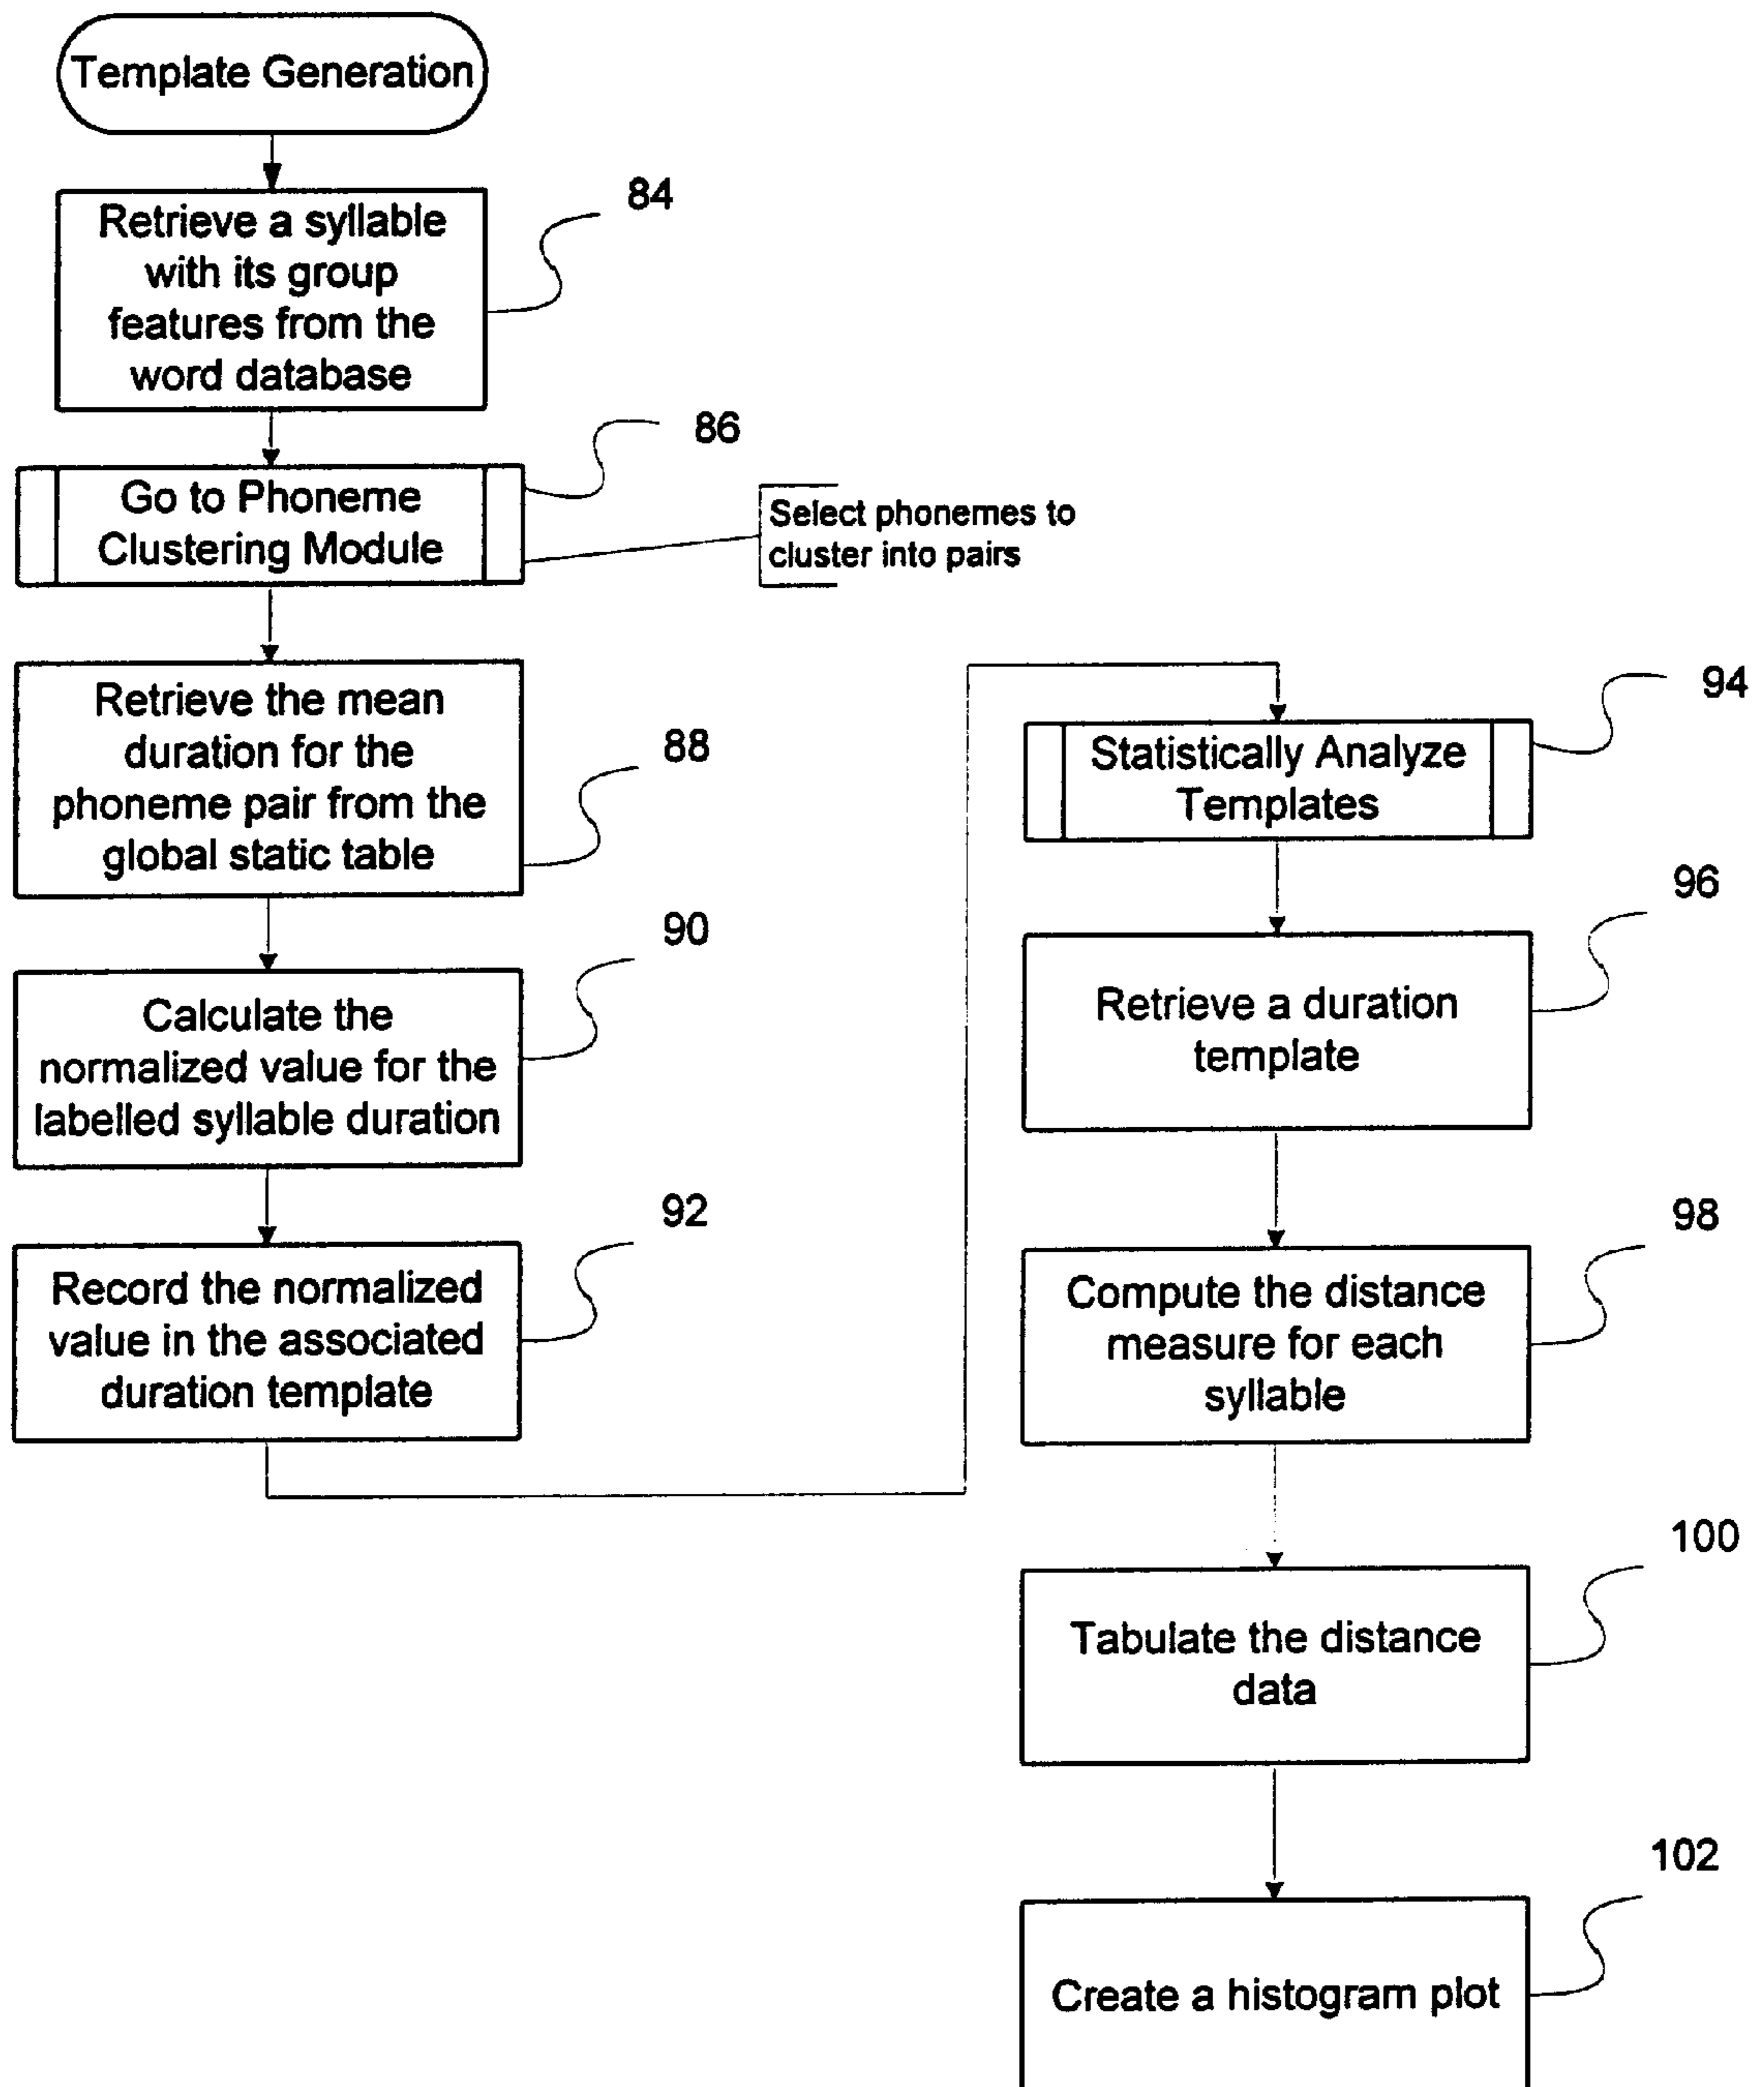 Template Generation
Retrieve a syllable
with its group
features from the
word database
84
Go to Phoneme
Clustering Module
86
Select phonemes to
cluster into pairs
Retrieve the mean
duration for the
phoneme pair from the
global static table
88
Calculate the
normalized value for the
labelled syllable duration
90
Record the normalized
value in the associated
duration template
92
Statistically Analyze
Templates
94
Retrieve a duration
template
96
Compute the distance
measure for each
syllable
98
Tabulate the distance
data
100
Create a histogram plot
102